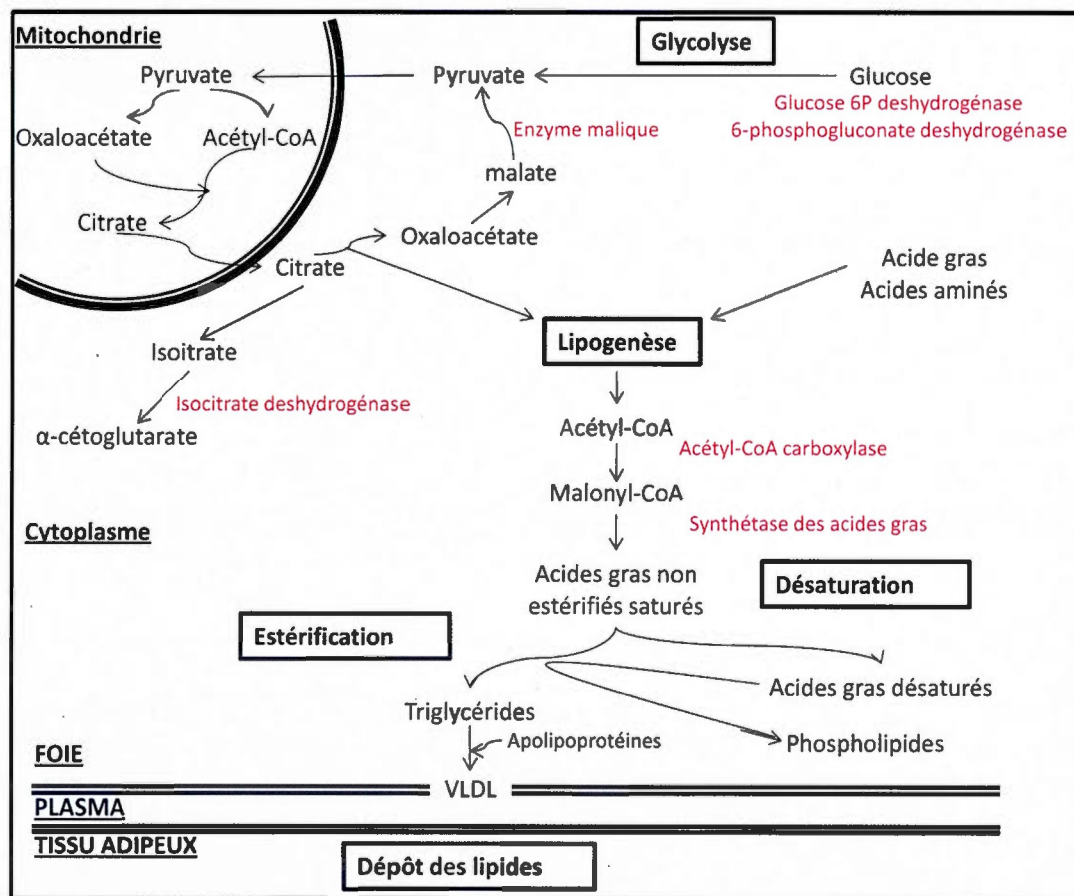 Mitochondrie
Glycolyse
Pyruvate
Pyruvate
Glucose
Glucose 6P deshydrogénase
6-phosphogluconate deshydrogénase
Enzyme malique
Oxaloacétate
Acétyl-CoA
malate
Citrate
Oxaloacétate
Citrate
Acide gras
Acides aminés
Lipogenèse
Isoitrate
Isocitrate deshydrogénase
α-cétoglutarate
Acétyl-CoA
Acétyl-CoA carboxylase
Malonyl-CoA
Synthétase des acides gras
Cytoplasme
Acides gras non
estérifiés saturés
Désaturation
Estérification
Acides gras désaturés
Triglycérides
Apolipoprotéines
Phospholipides
FOIE
VLDL
PLASMA
TISSU ADIPEUX
Dépôt des lipides